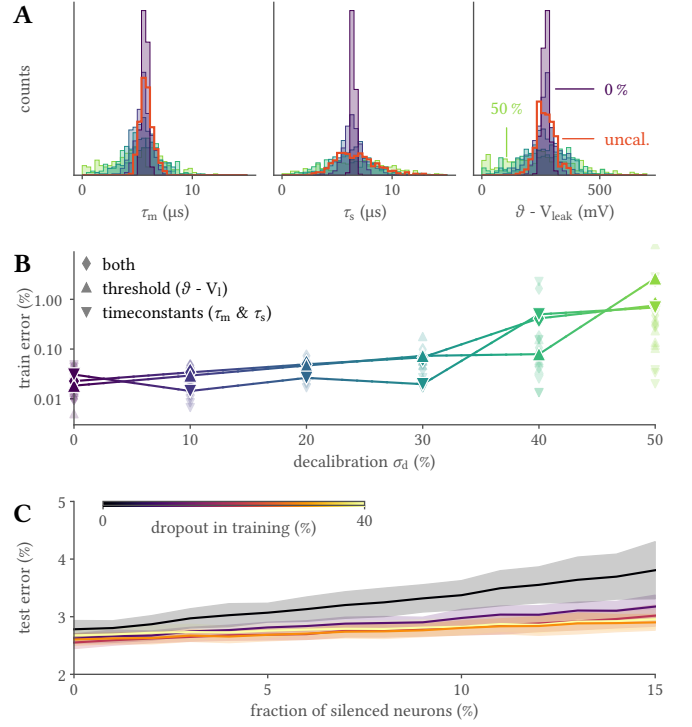 A
counts
0 %
50 %
uncal.
0 10
0 10
0 500
τm (µs)
τs (µs)
ϑ - Vleak (mV)
B
both
threshold (ϑ - Vl)
timeconstants (τm & τs)
train error (%)
1.00
0.10
0.01
0 10 20 30 40 50
decalibration σd (%)
C
5
4
3
2
test error (%)
0 40
dropout in training (%)
0 5 10 15
fraction of silenced neurons (%)